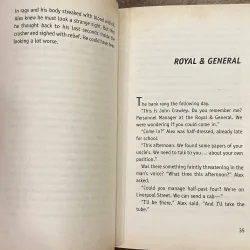 in rags and his body streaked with blood and
Alex knew he must look a strange sight. But then
he thought back to his last seconds inside the
crusher and sighed with relief. He could have been
looking a lot worse.
ROYAL & GENERAL
The bank rang the following day.
"This is John Crawley. Do you remember me?
Personnel Manager at the Royal & General. We
were wondering if you could come in."
"Come in?" Alex was half-dressed, already late
for school.
"This afternoon. We found some papers of your
uncle's. We need to talk to you ... about your
own position."
Was there something faintly threatening in the
man's voice? "What time this afternoon?" Alex
asked.
"Could you manage half-past four? We're on
Liverpool Street. We can send a cab—"
"I'll be there," Alex said. "And I'll take the
tube."